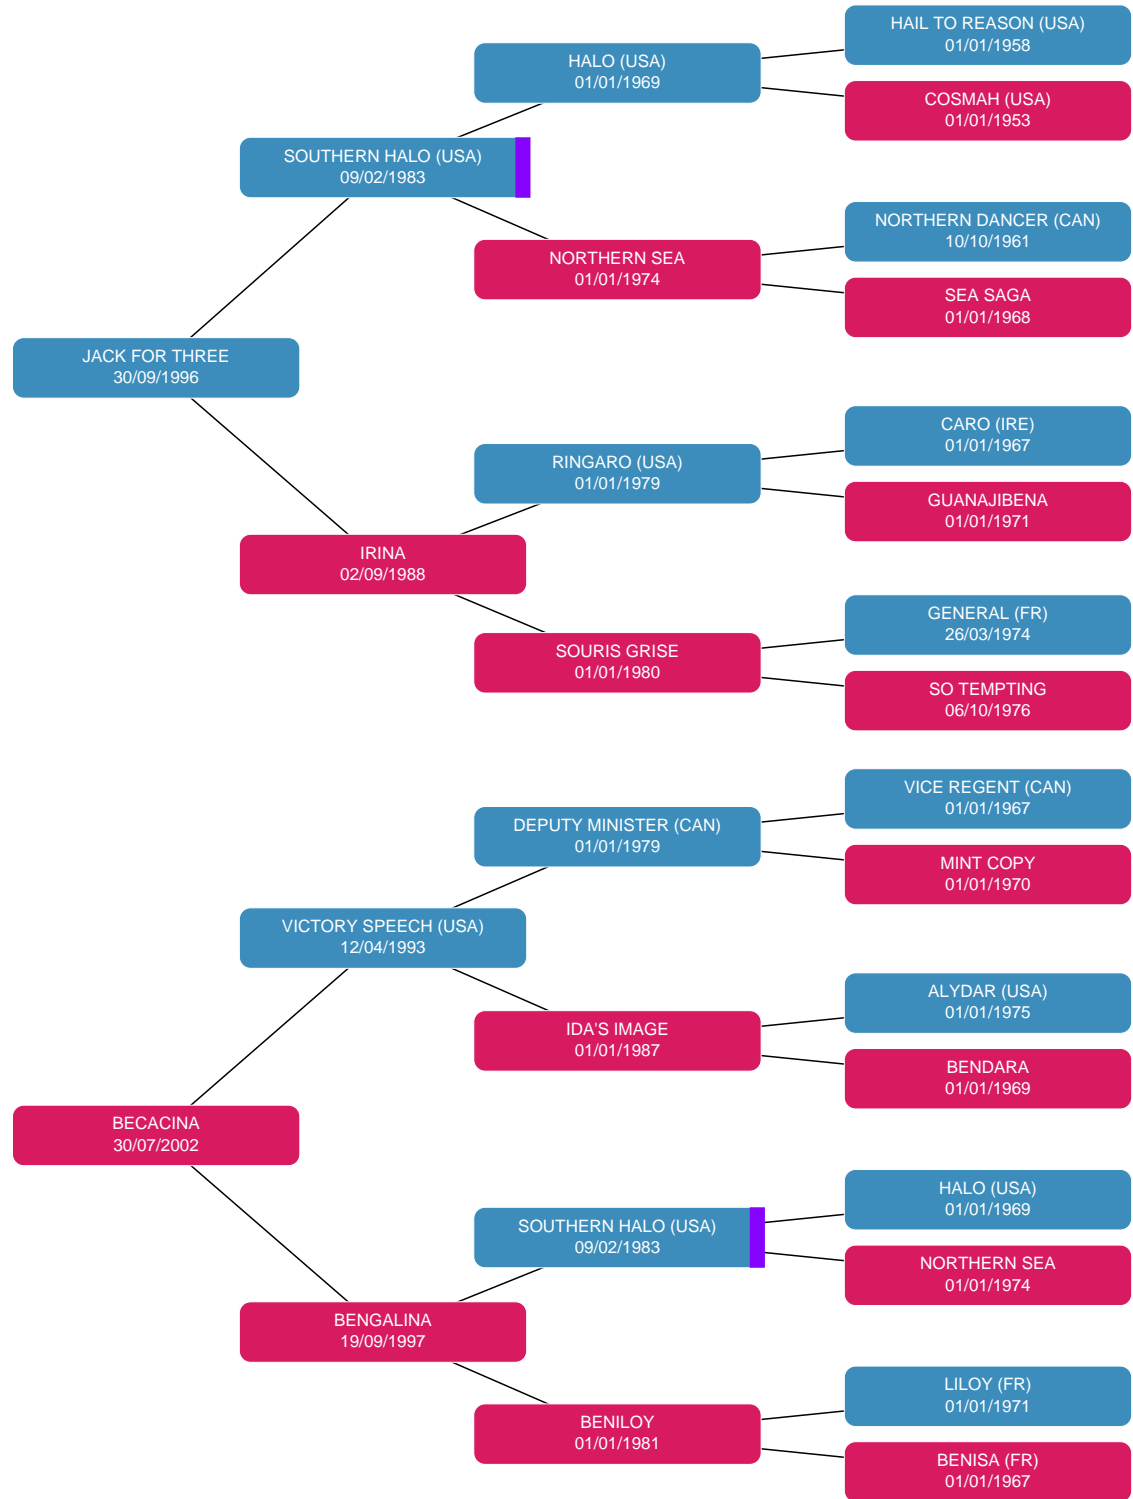 HAIL TO REASON (USA)
01/01/1958
HALO (USA)
01/01/1969
COSMAH (USA)
01/01/1953
SOUTHERN HALO (USA)
09/02/1983
NORTHERN DANCER (CAN)
10/10/1961
NORTHERN SEA
01/01/1974
SEA SAGA
01/01/1968
JACK FOR THREE
30/09/1996
CARO (IRE)
01/01/1967
RINGARO (USA)
01/01/1979
GUANAJIBENA
01/01/1971
IRINA
02/09/1988
GENERAL (FR)
26/03/1974
SOURIS GRISE
01/01/1980
SO TEMPTING
06/10/1976
VICE REGENT (CAN)
01/01/1967
DEPUTY MINISTER (CAN)
01/01/1979
MINT COPY
01/01/1970
VICTORY SPEECH (USA)
12/04/1993
ALYDAR (USA)
01/01/1975
IDA'S IMAGE
01/01/1987
BENDARA
01/01/1969
BECACINA
30/07/2002
HALO (USA)
01/01/1969
SOUTHERN HALO (USA)
09/02/1983
NORTHERN SEA
01/01/1974
BENGALINA
19/09/1997
LILOY (FR)
01/01/1971
BENILOY
01/01/1981
BENISA (FR)
01/01/1967